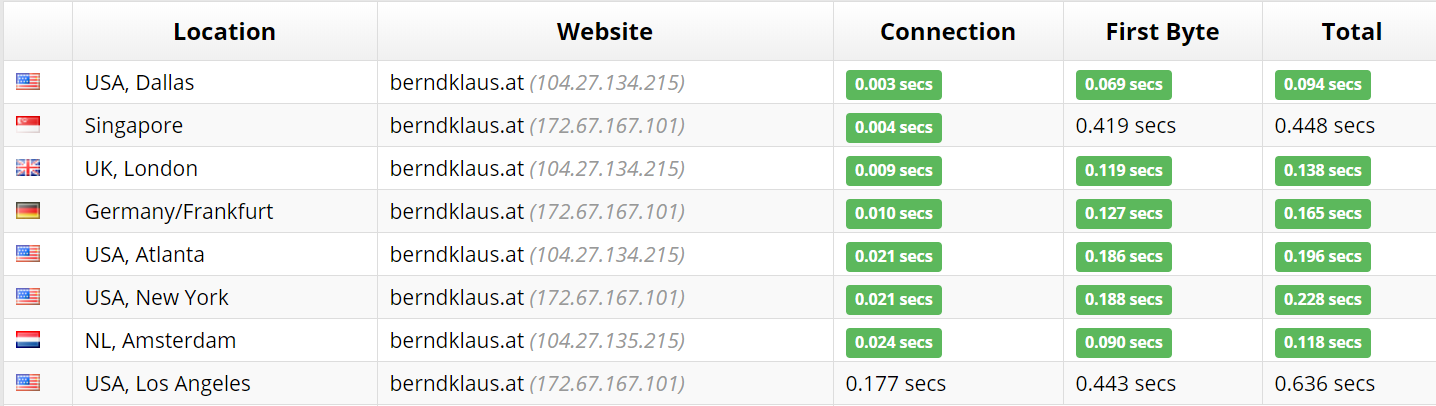 Location Website Connection First Byte Total
USA, Dallas berndklaus.at (104.27.134.215) 0.003 secs 0.069 secs 0.094 secs
Singapore berndklaus.at (172.67.167.101) 0.004 secs 0.419 secs 0.448 secs
UK, London berndklaus.at (104.27.134.215) 0.009 secs 0.119 secs 0.138 secs
Germany/Frankfurt berndklaus.at (172.67.167.101) 0.010 secs 0.127 secs 0.165 secs
USA, Atlanta berndklaus.at (104.27.134.215) 0.021 secs 0.186 secs 0.196 secs
USA, New York berndklaus.at (172.67.167.101) 0.021 secs 0.188 secs 0.228 secs
NL, Amsterdam berndklaus.at (104.27.135.215) 0.024 secs 0.090 secs 0.118 secs
USA, Los Angeles berndklaus.at (172.67.167.101) 0.177 secs 0.443 secs 0.636 secs